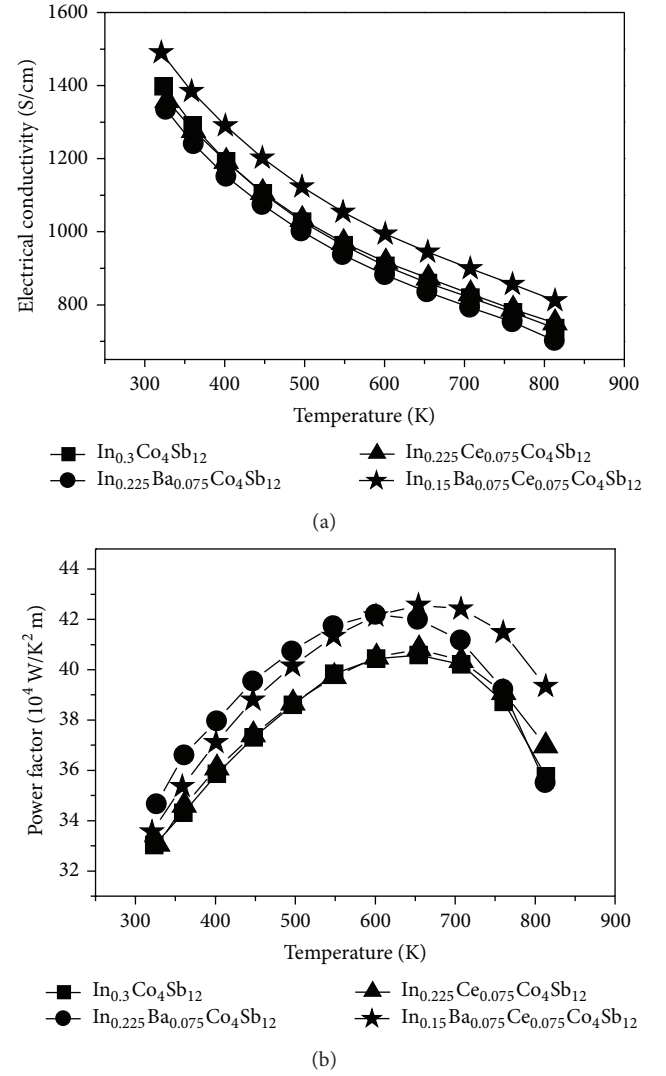 1600
1400
1200
1000
800
Electrical conductivity (S/cm)
300 400 500 600 700 800 900
Temperature (K)
In0.3Co4Sb12
In0.225Ce0.075Co4Sb12
In0.225Ba0.075Co4Sb12
In0.15Ba0.075Ce0.075Co4Sb12
(a)
44
42
40
38
36
34
32
Power factor (10⁴ W/K² m)
300 400 500 600 700 800 900
Temperature (K)
In0.3Co4Sb12
In0.225Ce0.075Co4Sb12
In0.225Ba0.075Co4Sb12
In0.15Ba0.075Ce0.075Co4Sb12
(b)